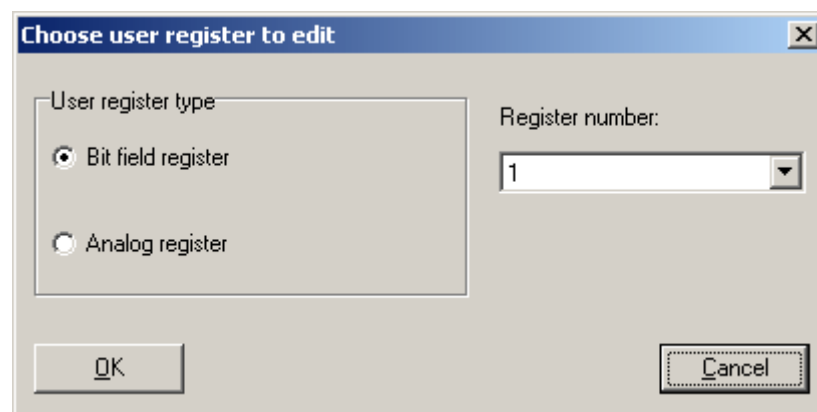 Choose user register to edit
User register type
Bit field register
Analog register
Register number:
1
OK
Cancel